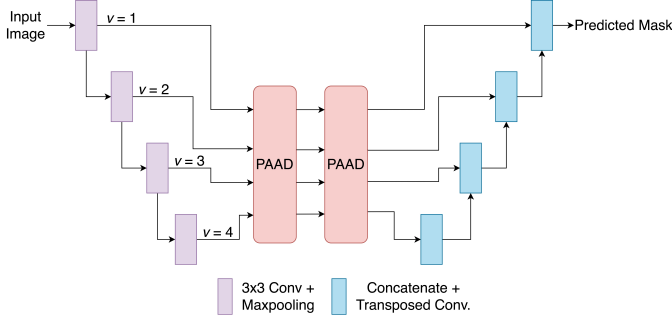 Input
Image
v = 1
Predicted Mask
v = 2
v = 3
PAAD
PAAD
v = 4
3x3 Conv +
Maxpooling
Concatenate +
Transposed Conv.